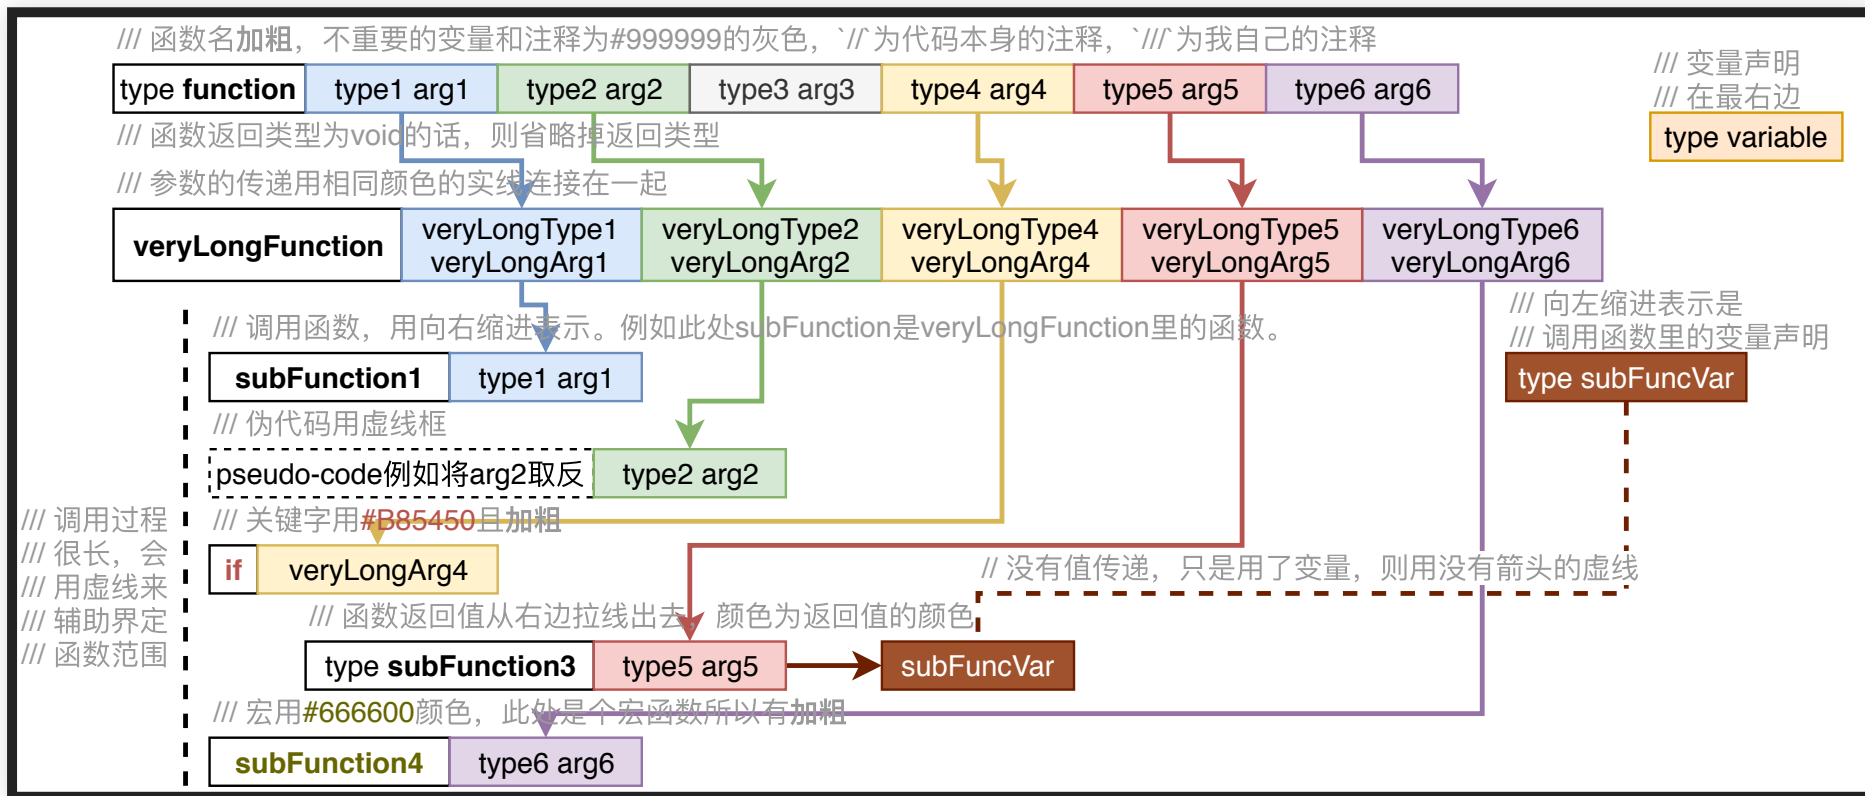 /// 函数名加粗，不重要的变量和注释为#999999的灰色，`//`为代码本身的注释，`///`为我自己的注释
/// 变量声明
/// 在最右边
type function type1 arg1 type2 arg2 type3 arg3 type4 arg4 type5 arg5 type6 arg6
type variable
/// 函数返回类型为void的话，则省略掉返回类型
/// 参数的传递用相同颜色的实线连接在一起
veryLongFunction
veryLongType1 veryLongType2 veryLongType4 veryLongType5 veryLongType6
veryLongArg1 veryLongArg2 veryLongArg4 veryLongArg5 veryLongArg6
/// 向左缩进表示是
/// 调用函数里的变量声明
/// 调用函数，用向右缩进表示。例如此处subFunction是veryLongFunction里的函数。
subFunction1 type1 arg1
type subFuncVar
/// 伪代码用虚线框
pseudo-code例如将arg2取反 type2 arg2
/// 调用过程
/// 很长，会
/// 用虚线来
/// 辅助界定
/// 函数范围
/// 关键字用#B85450且加粗
if veryLongArg4
// 没有值传递，只是用了变量，则用没有箭头的虚线
/// 函数返回值从右边拉线出去，颜色为返回值的颜色
type subFunction3 type5 arg5 subFuncVar
/// 宏用#666600颜色，此处是个宏函数所以有加粗
subFunction4 type6 arg6